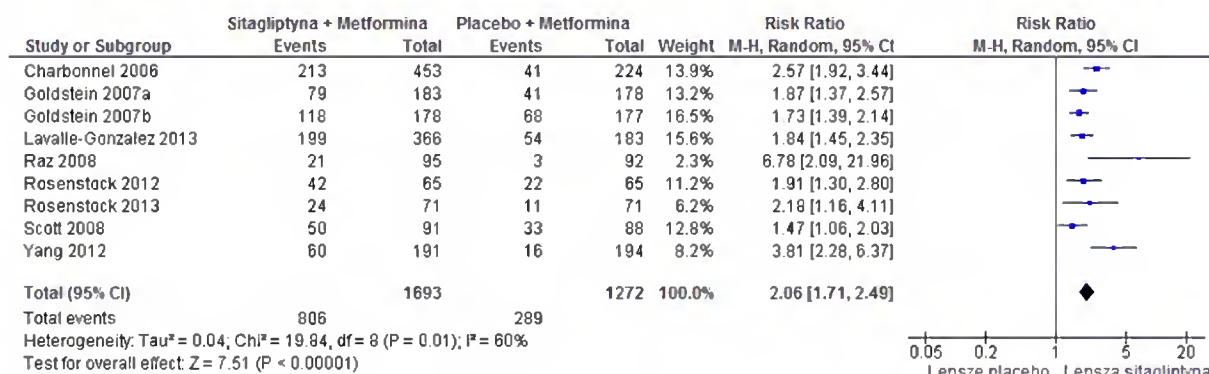 Sitagliptyna + Metformina Placebo + Metformina Risk Ratio Risk Ratio
Study or Subgroup Events Total Events Total Weight M-H, Random, 95% CI M-H, Random, 95% CI
Charbonnel 2006 213 453 41 224 13.9% 2.57 [1.92, 3.44]
Goldstein 2007a 79 183 41 178 13.2% 1.87 [1.37, 2.57]
Goldstein 2007b 118 178 68 177 16.5% 1.73 [1.39, 2.14]
Lavalle-Gonzalez 2013 199 366 54 183 15.6% 1.84 [1.45, 2.35]
Raz 2008 21 95 3 92 2.3% 6.78 [2.09, 21.96]
Rosenstock 2012 42 65 22 65 11.2% 1.91 [1.30, 2.80]
Rosenstock 2013 24 71 11 71 6.2% 2.18 [1.16, 4.11]
Scott 2008 50 91 33 88 12.8% 1.47 [1.06, 2.03]
Yang 2012 60 191 16 194 8.2% 3.81 [2.28, 6.37]
Total (95% CI) 1693 1272 100.0% 2.06 [1.71, 2.49]
Total events 806 289
Heterogeneity: Tau² = 0.04; Chi² = 19.84, df = 8 (P = 0.01); I² = 60%
Test for overall effect: Z = 7.51 (P < 0.00001)
0.05 0.2 1 5 20
Lepsze placebo Lepsza sitagliptyna